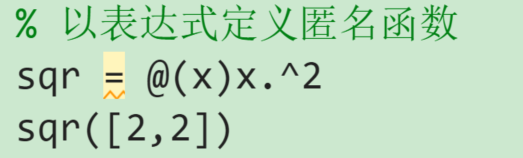 % 以表达式定义匿名函数
sqr = @(x)x.^2
sqr([2,2])